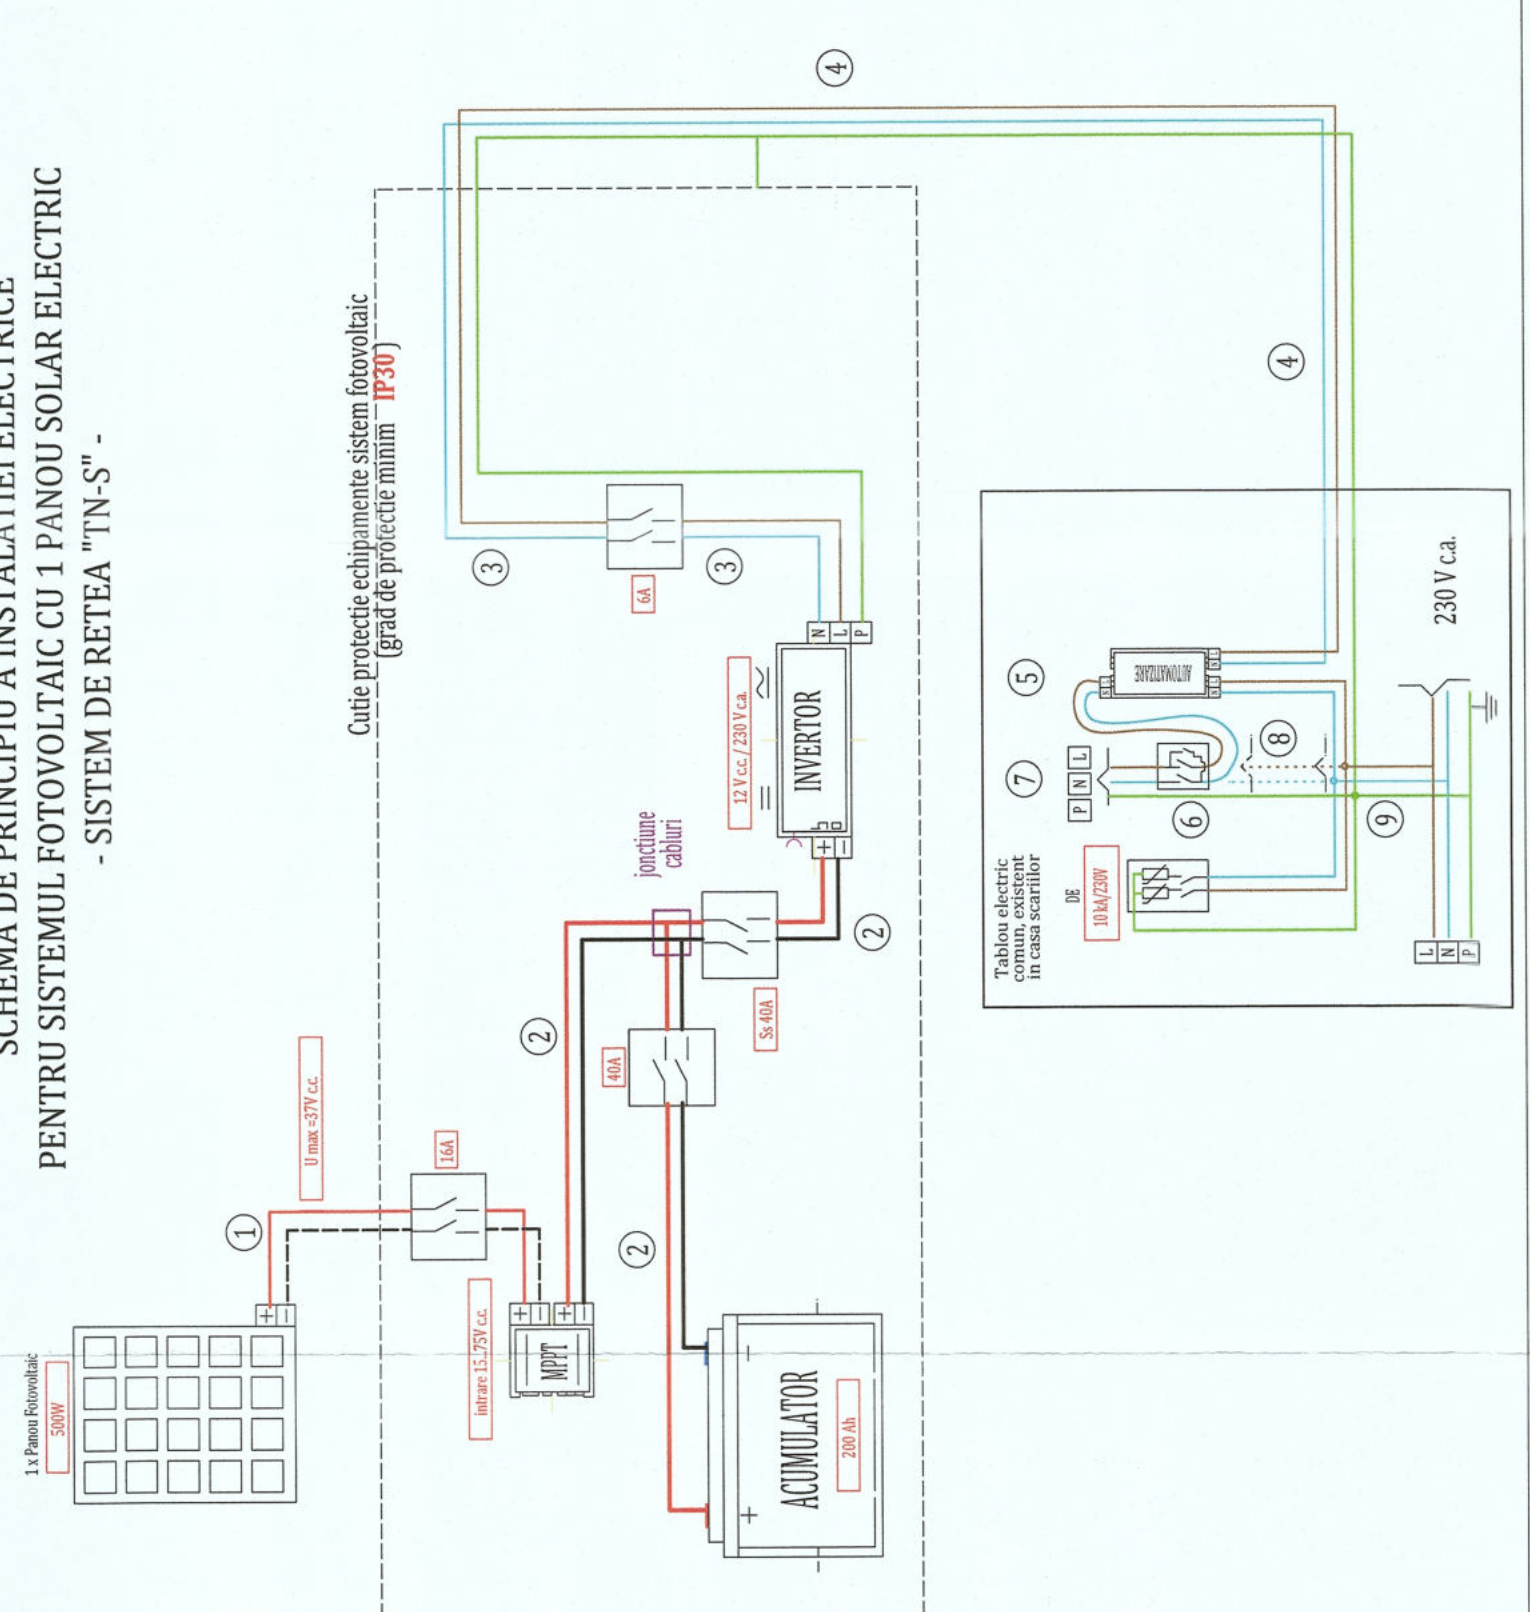 SCHEMA DE PRINCIPIU A INSTALATIEI ELECTRICE
PENTRU SISTEMUL FOTOVOLTAIC CU 1 PANOU SOLAR ELECTRIC
- SISTEM DE RETEA "TN-S" -
1 x Panou Fotovoltaic
500W
+
−
1
U max =37V c.c.
16A
intrare 15..75V c.c.
+
−
+
−
MPPT
2
2
2
40A
Ss 40A
jonctiune
cabluri
ACUMULATOR
200 Ah
+
−
Cutie protectie echipamente sistem fotovoltaic
(grad de protectie minim IP30)
12 V c.c. / 230 V c.a.
INVERTOR
+
−
N
L
P
3
3
6A
4
4
Tablou electric
comun, existent
in casa scariilor
DE
10 kA/230V
P N L
7
6
5
8
9
AUTOMATIZARE
N L
N L
N L
L
N
P
230 V c.a.